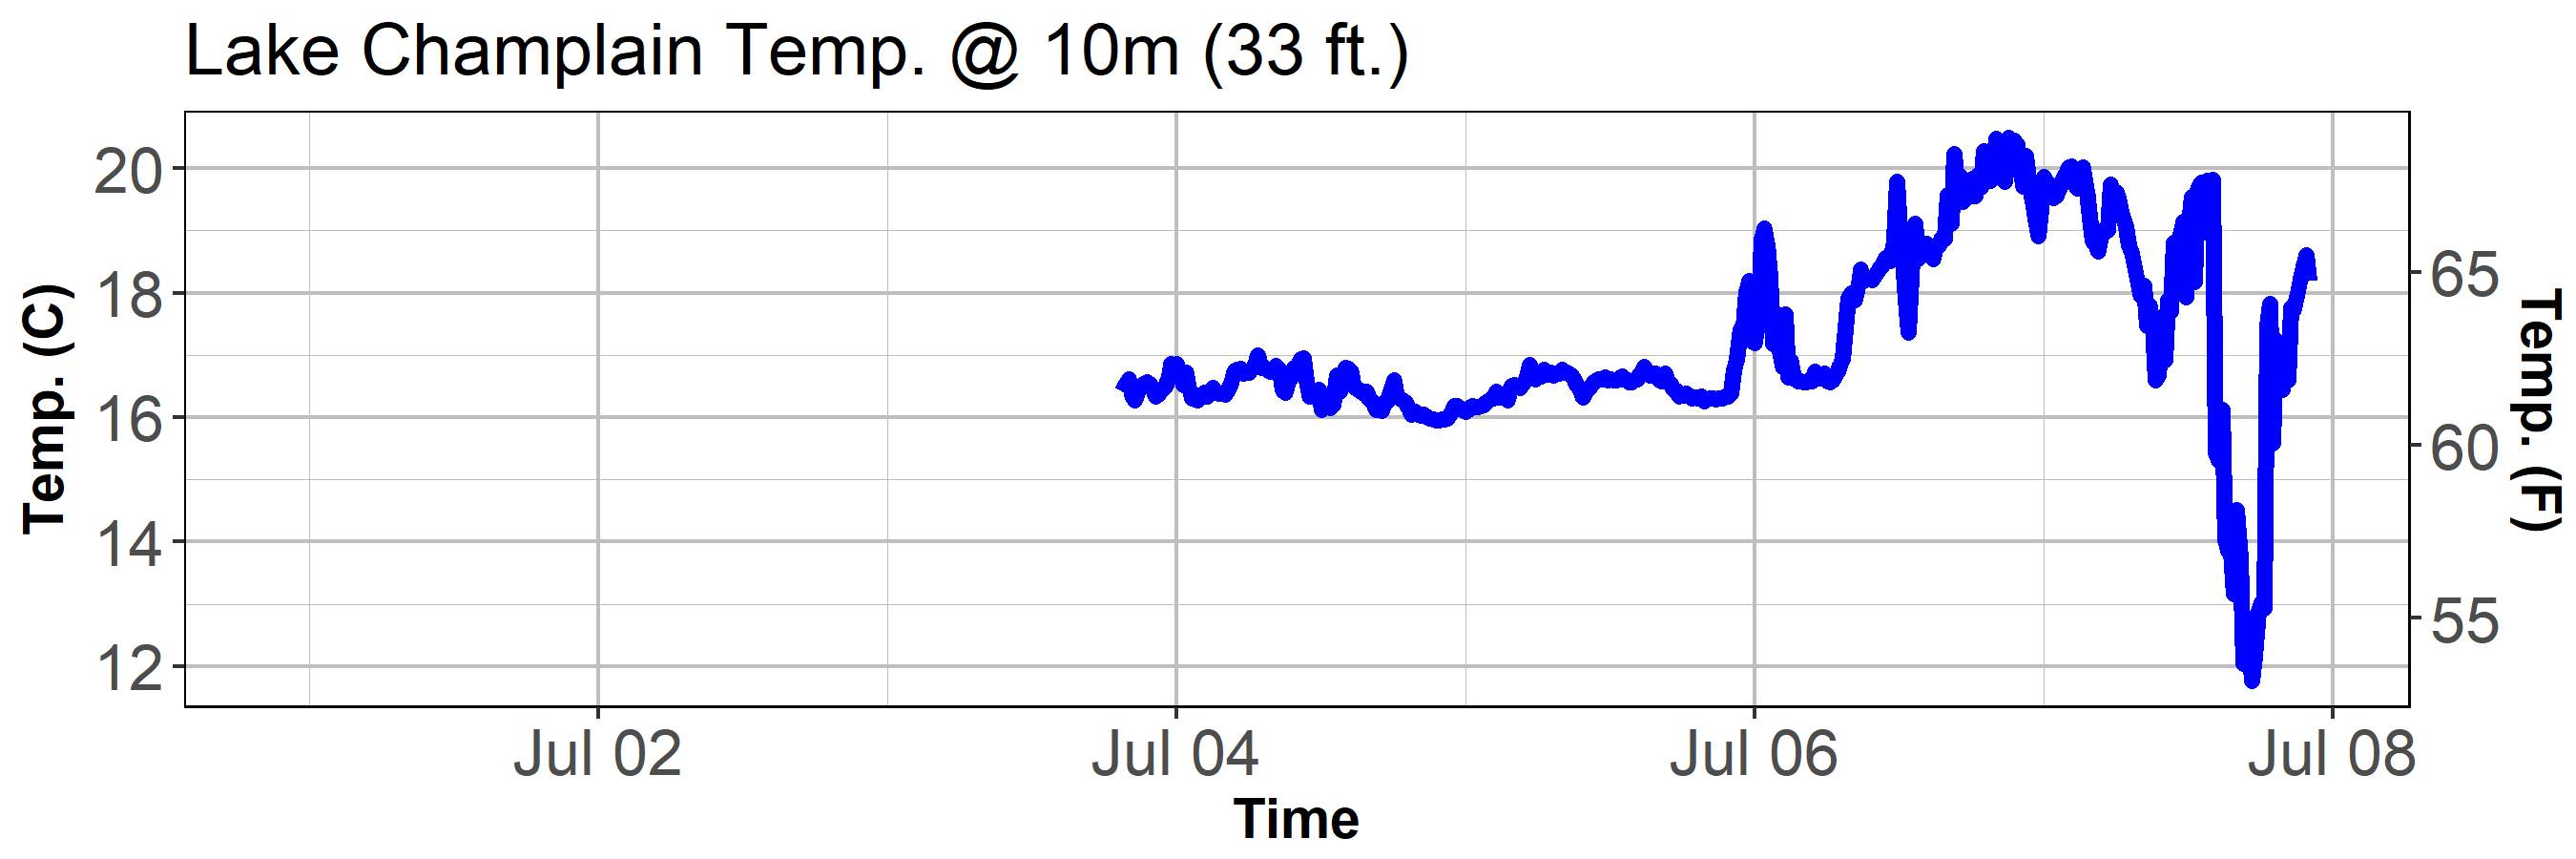 Lake Champlain Temp. @ 10m (33 ft.)
Temp. (C)
20
18
16
14
12
65
60
55
Temp. (F)
Jul 02
Jul 04
Jul 06
Jul 08
Time